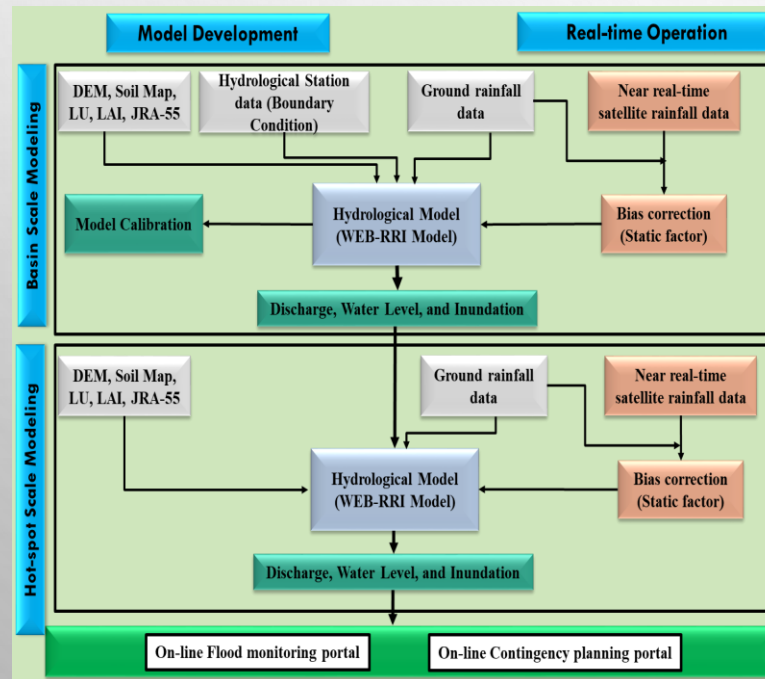 Model Development
Real-time Operation
Basin Scale Modeling
DEM, Soil Map,
LU, LAI, JRA-55
Hydrological Station
data (Boundary
Condition)
Ground rainfall
data
Near real-time
satellite rainfall data
Model Calibration
Hydrological Model
(WEB-RRI Model)
Bias correction
(Static factor)
Discharge, Water Level, and Inundation
Hot-spot Scale Modeling
DEM, Soil Map,
LU, LAI, JRA-55
Ground rainfall
data
Near real-time
satellite rainfall data
Hydrological Model
(WEB-RRI Model)
Bias correction
(Static factor)
Discharge, Water Level, and Inundation
On-line Flood monitoring portal
On-line Contingency planning portal